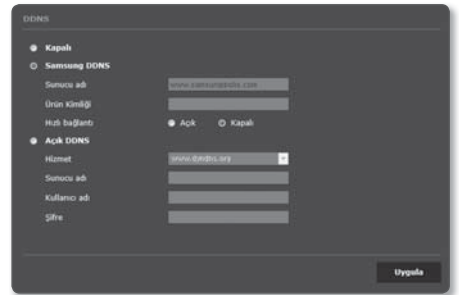 DDNS
Kapalı
Samsung DDNS
Sunucu adı www.samsungipolis.com
Ürün Kimliği
Hızlı bağlantı Açık Kapalı
Açık DDNS
Hizmet www.dyndns.org
Sunucu adı
Kullanıcı adı
Şifre
Uygula